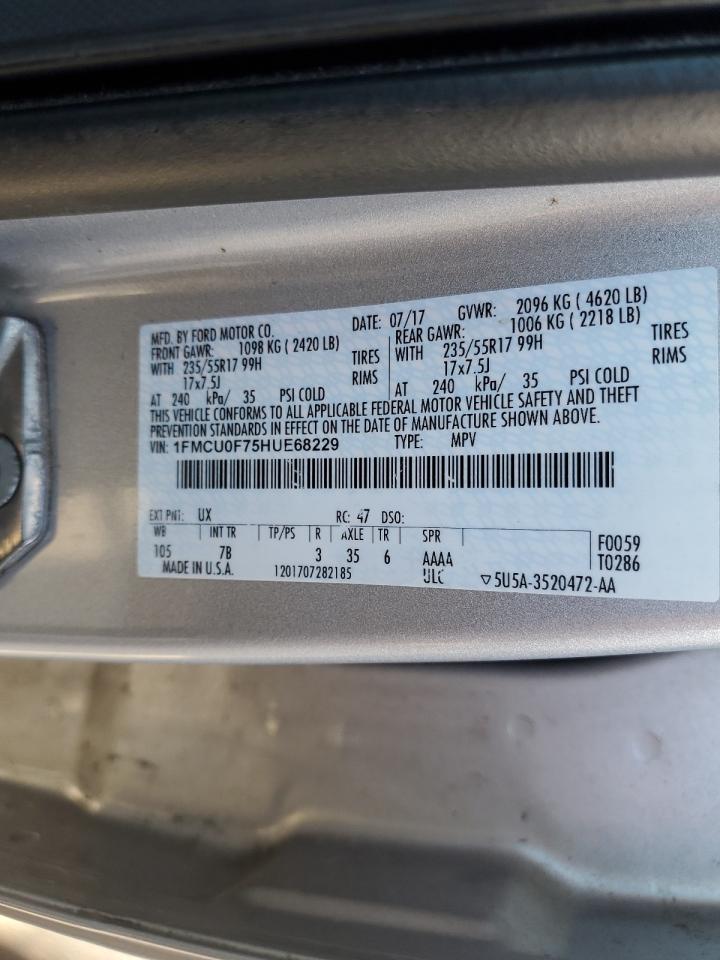 MFD. BY FORD MOTOR CO. DATE: 07/17 GVWR: 2096 KG ( 4620 LB)
FRONT GAWR: 1098 KG ( 2420 LB) REAR GAWR: 1006 KG ( 2218 LB)
WITH 235/55R17 99H TIRES WITH 235/55R17 99H TIRES
17x7.5J RIMS 17x7.5J RIMS
AT 240 kPa/ 35 PSI COLD AT 240 kPa/ 35 PSI COLD
THIS VEHICLE CONFORMS TO ALL APPLICABLE FEDERAL MOTOR VEHICLE SAFETY AND THEFT
PREVENTION STANDARDS IN EFFECT ON THE DATE OF MANUFACTURE SHOWN ABOVE.
VIN: 1FMCU0F75HUE68229 TYPE: MPV
EXT PNT: UX RC: 47 DSO:
WB INT TR TP/PS R AXLE TR SPR F0059
105 7B 3 35 6 AAAA T0286
MADE IN U.S.A. 1201707282185 ULC ▽5U5A-3520472-AA